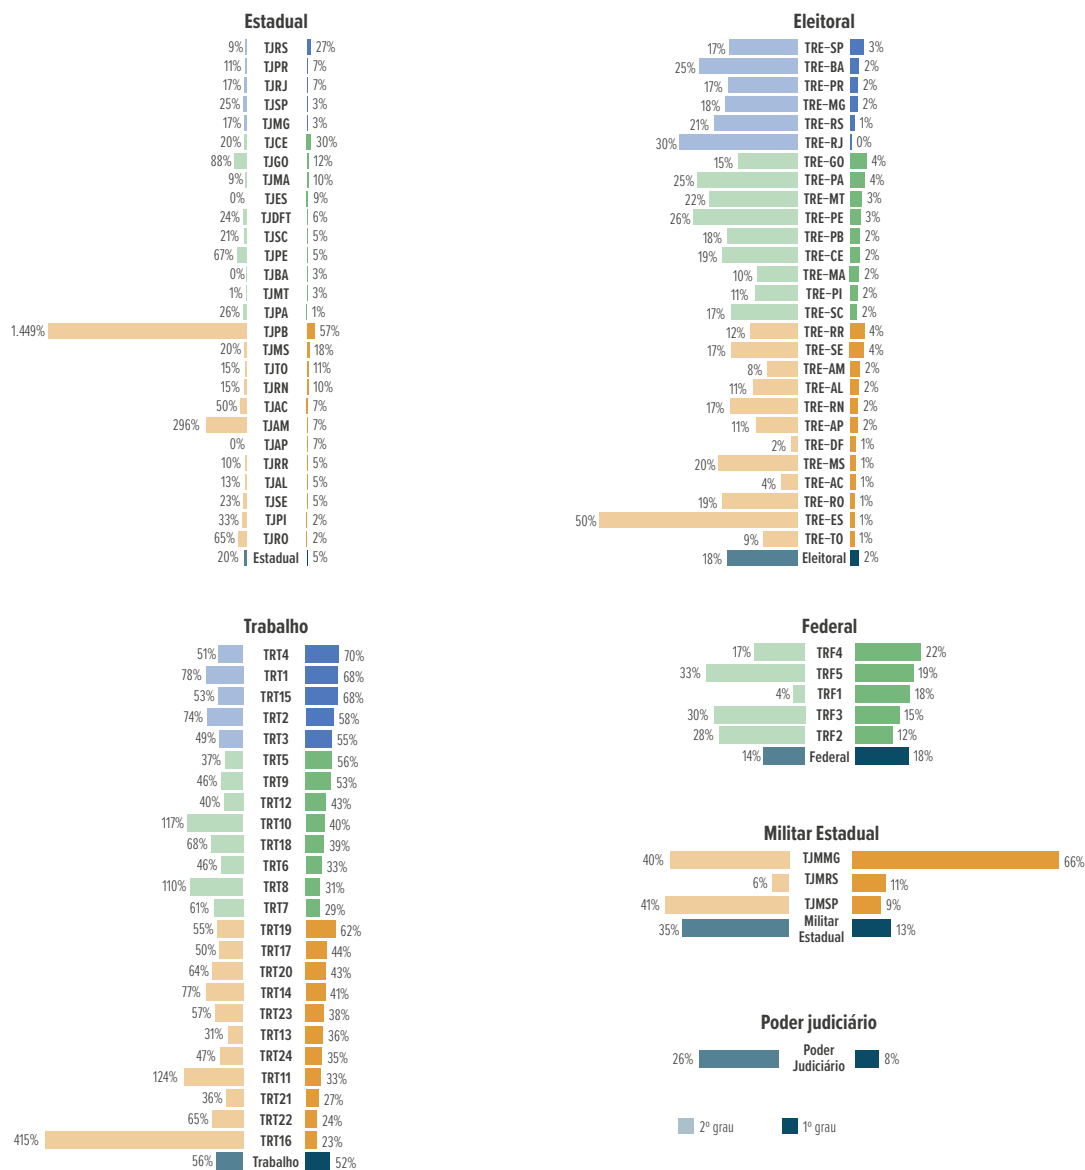 Estadual
9% TJRS 27%
11% TJPR 7%
17% TJRJ 7%
25% TJSP 3%
17% TJMG 3%
20% TJCE 30%
88% TJGO 12%
9% TJMA 10%
0% TJES 9%
24% TJDFT 6%
21% TJSC 5%
67% TJPE 5%
0% TJBA 3%
1% TJMT 3%
26% TJPA 1%
1.449% TJPB 57%
20% TJMS 18%
15% TJTO 11%
15% TJRN 10%
50% TJAC 7%
296% TJAM 7%
0% TJAP 7%
10% TJRR 5%
13% TJAL 5%
23% TJSE 5%
33% TJPI 2%
65% TJRO 2%
20% Estadual 5%
Eleitoral
17% TRE-SP 3%
25% TRE-BA 2%
17% TRE-PR 2%
18% TRE-MG 2%
21% TRE-RS 1%
30% TRE-RJ 0%
15% TRE-GO 4%
25% TRE-PA 4%
22% TRE-MT 3%
26% TRE-PE 3%
18% TRE-PB 2%
19% TRE-CE 2%
10% TRE-MA 2%
11% TRE-PI 2%
17% TRE-SC 2%
12% TRE-RR 4%
17% TRE-SE 4%
8% TRE-AM 2%
11% TRE-AL 2%
17% TRE-RN 2%
11% TRE-AP 2%
2% TRE-DF 1%
20% TRE-MS 1%
4% TRE-AC 1%
19% TRE-RO 1%
50% TRE-ES 1%
9% TRE-TO 1%
18% Eleitoral 2%
Trabalho
51% TRT4 70%
78% TRT1 68%
53% TRT15 68%
74% TRT2 58%
49% TRT3 55%
37% TRT5 56%
46% TRT9 53%
40% TRT12 43%
117% TRT10 40%
68% TRT18 39%
46% TRT6 33%
110% TRT8 31%
61% TRT7 29%
55% TRT19 62%
50% TRT17 44%
64% TRT20 43%
77% TRT14 41%
57% TRT23 38%
31% TRT13 36%
47% TRT24 35%
124% TRT11 33%
36% TRT21 27%
65% TRT22 24%
415% TRT16 23%
56% Trabalho 52%
Federal
17% TRF4 22%
33% TRF5 19%
4% TRF1 18%
30% TRF3 15%
28% TRF2 12%
14% Federal 18%
Militar Estadual
40% TJMMG 66%
6% TJMRS 11%
41% TJMSP 9%
35% Militar 13%
Estadual
Poder judiciário
26% Poder 8%
Judiciário
2º grau 1º grau